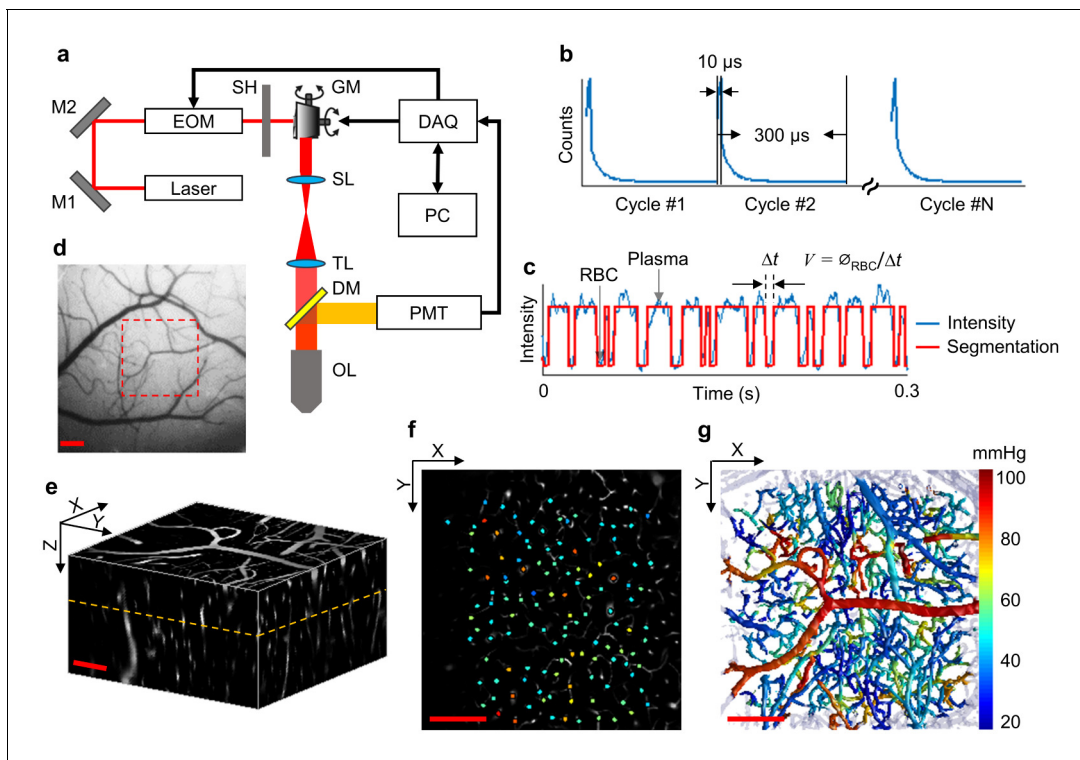 a
M2
EOM
SH
GM
DAQ
M1
Laser
SL
PC
TL
DM
PMT
OL
b
10 µs
300 µs
Counts
Cycle #1
Cycle #2
Cycle #N
c
RBC
Plasma
Δt
V = ∅RBC/Δt
Intensity
Intensity
Segmentation
0
Time (s)
0.3
d
e
X
Y
Z
f
X
Y
g
X
Y
mmHg
100
80
60
40
20